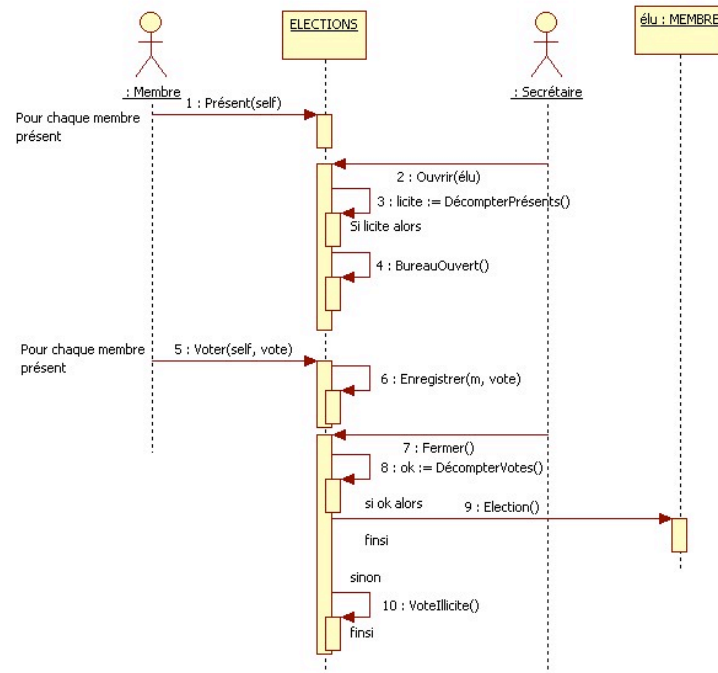 ELECTIONS
élu : MEMBRE
: Membre
: Secrétaire
1 : Présent(self)
Pour chaque membre
présent
2 : Ouvrir(élu)
3 : licite := DécompterPrésents()
Si licite alors
4 : BureauOuvert()
Pour chaque membre
présent
5 : Voter(self, vote)
6 : Enregistrer(m, vote)
7 : Fermer()
8 : ok := DécompterVotes()
si ok alors
9 : Election()
finsi
sinon
10 : VoteIllicite()
finsi